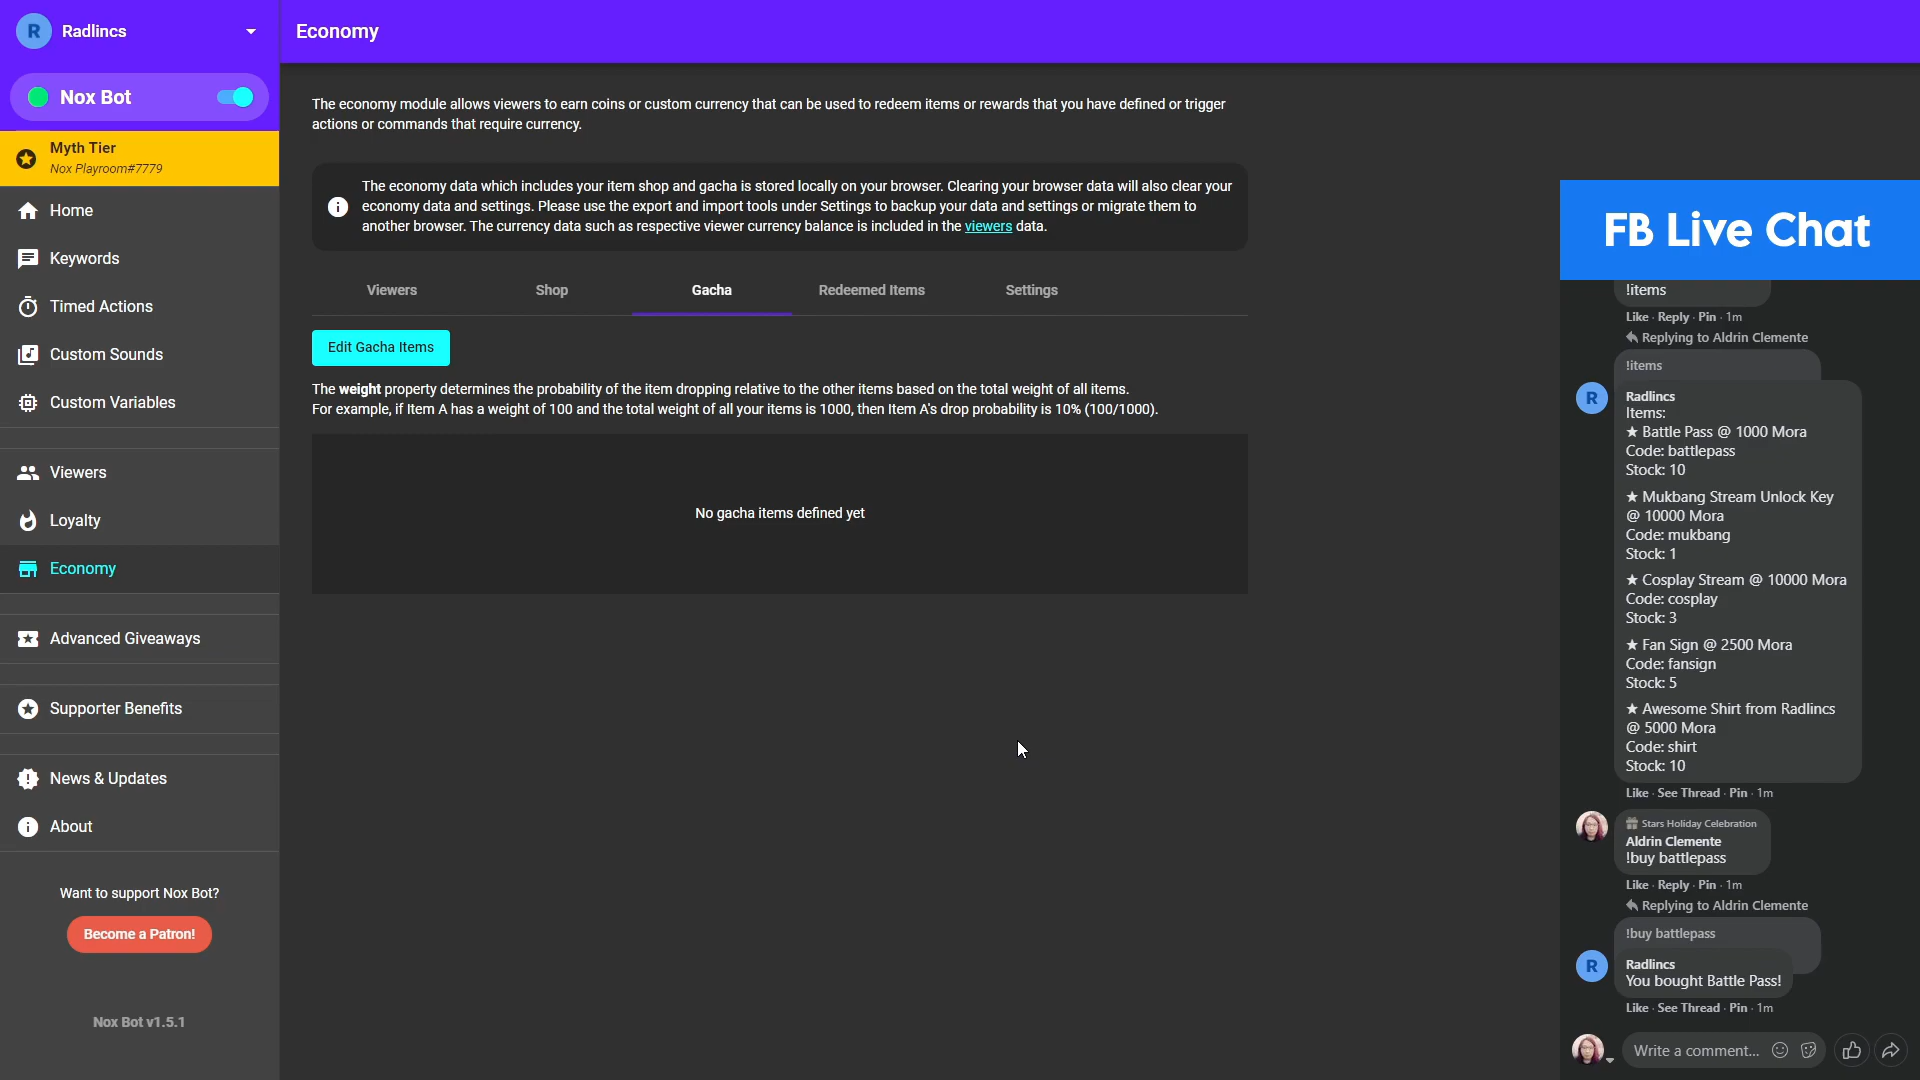 R
Radlincs
Nox Bot
Myth Tier
Nox Playroom#7779
Home
Keywords
Timed Actions
Custom Sounds
Custom Variables
Viewers
Loyalty
Economy
Advanced Giveaways
Supporter Benefits
News & Updates
About
Want to support Nox Bot?
Become a Patron!
Nox Bot v1.5.1
Economy
The economy module allows viewers to earn coins or custom currency that can be used to redeem items or rewards that you have defined or trigger
actions or commands that require currency.
The economy data which includes your item shop and gacha is stored locally on your browser. Clearing your browser data will also clear your
economy data and settings. Please use the export and import tools under Settings to backup your data and settings or migrate them to
another browser. The currency data such as respective viewer currency balance is included in the viewers data.
Viewers
Shop
Gacha
Redeemed Items
Settings
Edit Gacha Items
The weight property determines the probability of the item dropping relative to the other items based on the total weight of all items.
For example, if Item A has a weight of 100 and the total weight of all your items is 1000, then Item A's drop probability is 10% (100/1000).
No gacha items defined yet
FB Live Chat
!items
Like · Reply · Pin · 1m
Replying to Aldrin Clemente
!items
R
Radlincs
Items:
★ Battle Pass @ 1000 Mora
Code: battlepass
Stock: 10
★ Mukbang Stream Unlock Key
@ 10000 Mora
Code: mukbang
Stock: 1
★ Cosplay Stream @ 10000 Mora
Code: cosplay
Stock: 3
★ Fan Sign @ 2500 Mora
Code: fansign
Stock: 5
★ Awesome Shirt from Radlincs
@ 5000 Mora
Code: shirt
Stock: 10
Like · See Thread · Pin · 1m
Stars Holiday Celebration
Aldrin Clemente
!buy battlepass
Like · Reply · Pin · 1m
Replying to Aldrin Clemente
!buy battlepass
R
Radlincs
You bought Battle Pass!
Like · See Thread · Pin · 1m
Write a comment...